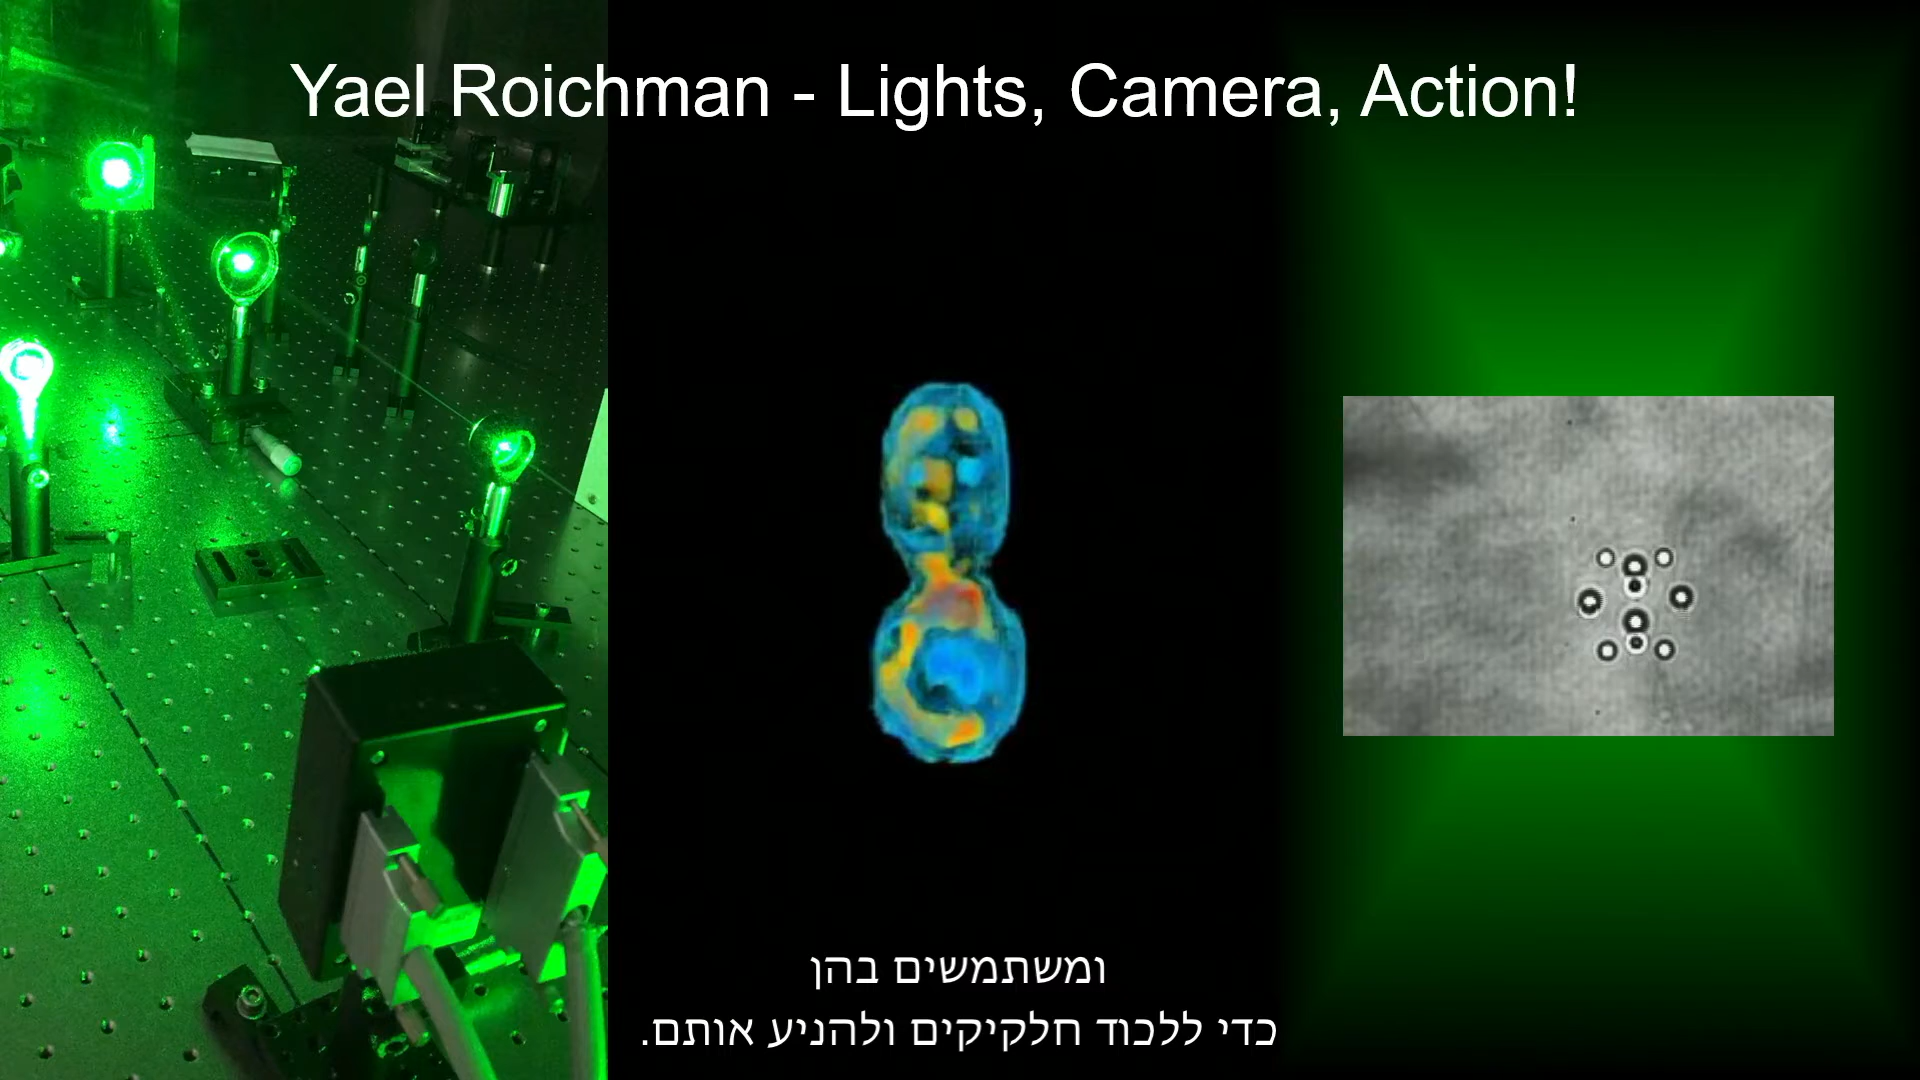 Yael Roichman - Lights, Camera, Action!
ומשתמשים בהן
כדי ללכוד חלקיקים ולהניע אותם.